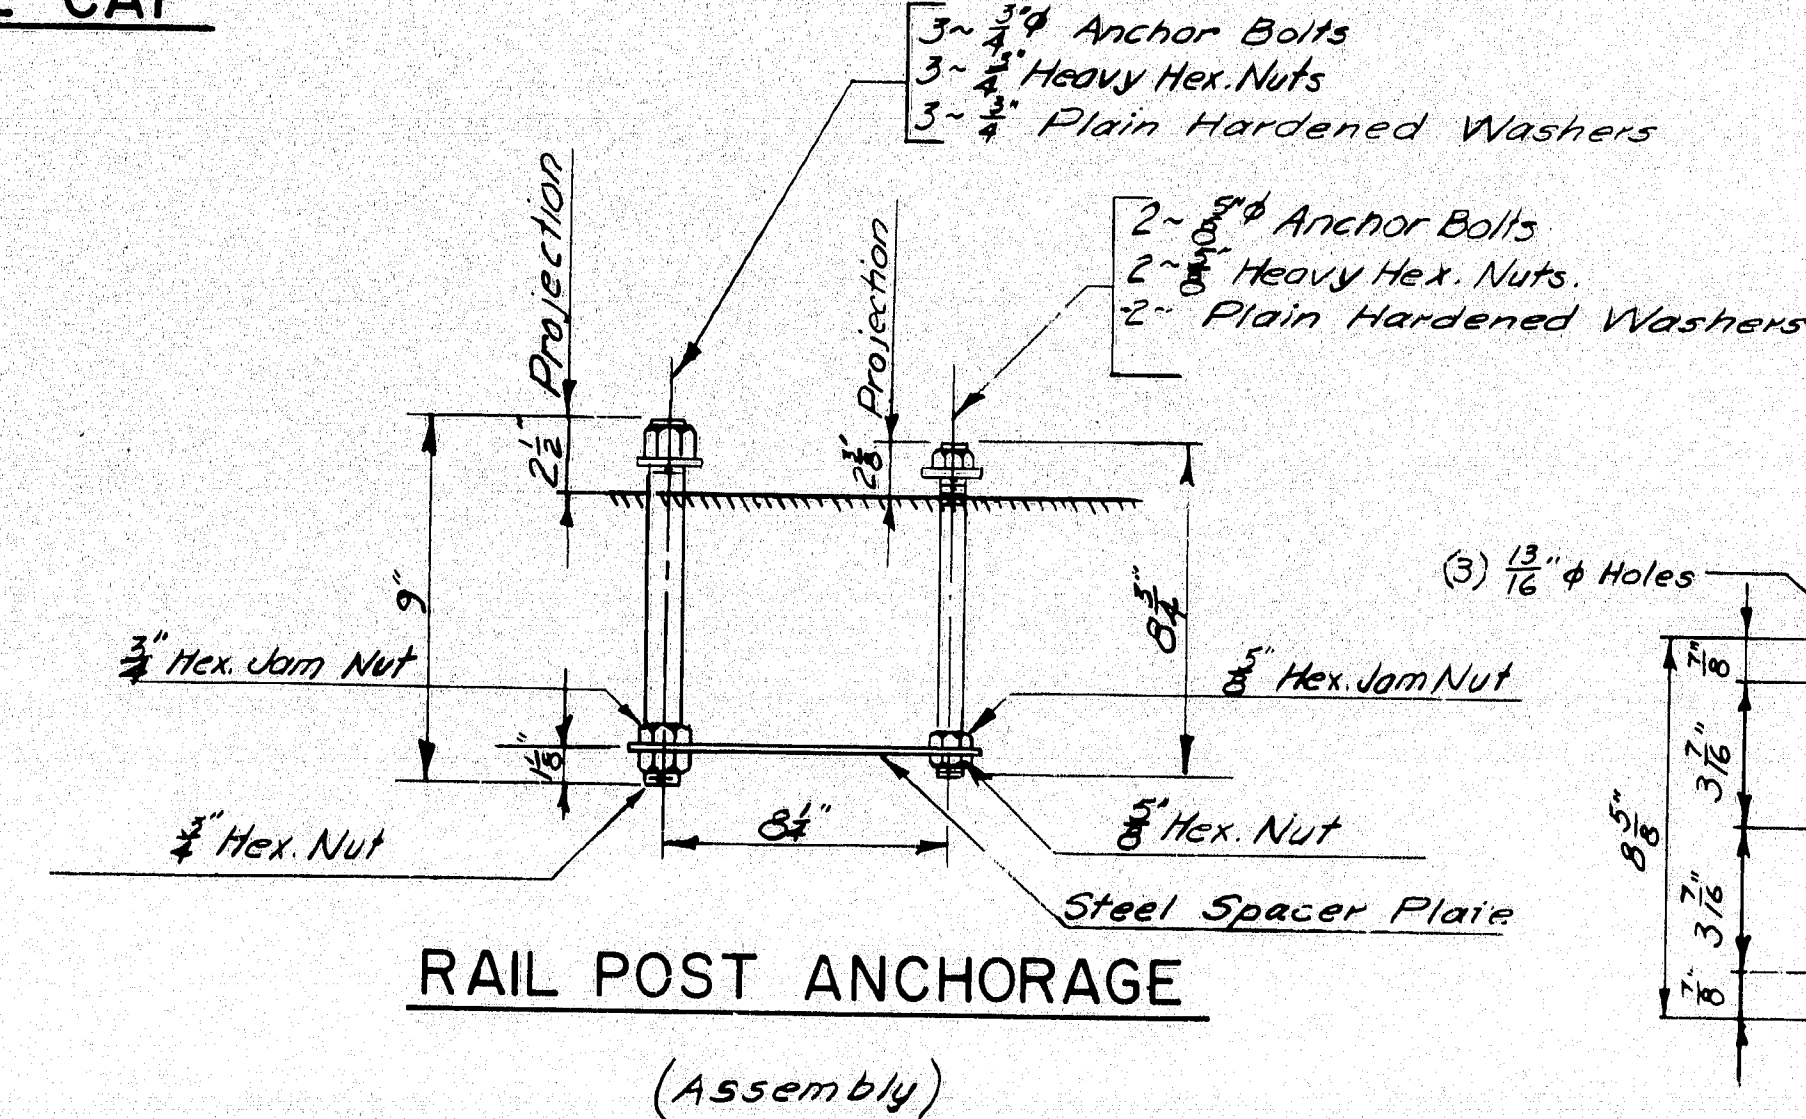 3~ 3/4"φ Anchor Bolts
3~ 3/4" Heavy Hex. Nuts
3~ 3/4" Plain Hardened Washers
Projection
Projection
2~ 5/8"φ Anchor Bolts
2~ Heavy Hex. Nuts.
2~ Plain Hardened Washers
2 1/2"
2 3/8"
9"
8 3/4"
(3) 13/16"φ Holes
3/4" Hex. Jam Nut
5/8" Hex. Jam Nut
7/8"
1 1/8"
3 7/16"
8 5/8"
3/4" Hex. Nut
8 1/4"
5/8" Hex. Nut
3 7/16"
Steel Spacer Plate
7/8"
RAIL POST ANCHORAGE
(Assembly)